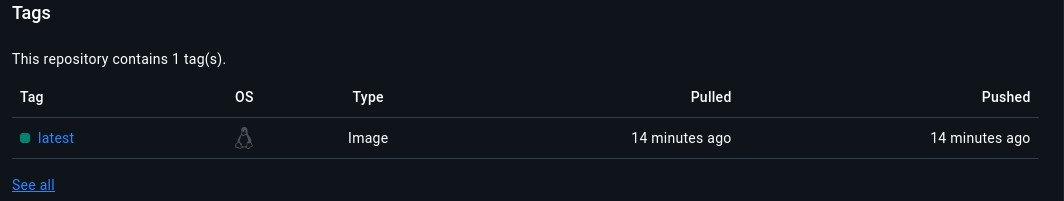 Tags
This repository contains 1 tag(s).
Tag OS Type Pulled Pushed
latest Image 14 minutes ago 14 minutes ago
See all